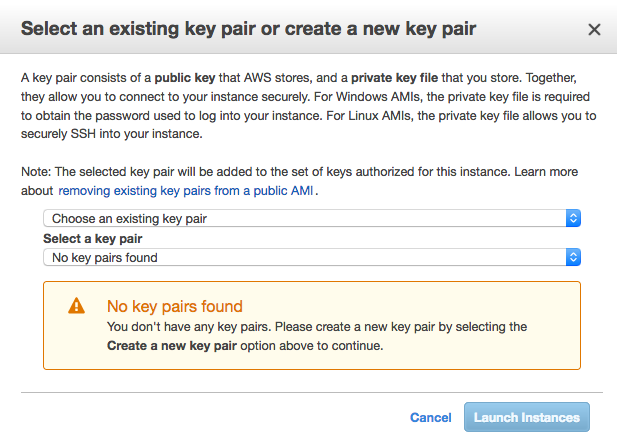 Select an existing key pair or create a new key pair
A key pair consists of a public key that AWS stores, and a private key file that you store. Together,
they allow you to connect to your instance securely. For Windows AMIs, the private key file is required
to obtain the password used to log into your instance. For Linux AMIs, the private key file allows you to
securely SSH into your instance.
Note: The selected key pair will be added to the set of keys authorized for this instance. Learn more
about removing existing key pairs from a public AMI.
Choose an existing key pair
Select a key pair
No key pairs found
No key pairs found
You don't have any key pairs. Please create a new key pair by selecting the
Create a new key pair option above to continue.
Cancel
Launch Instances